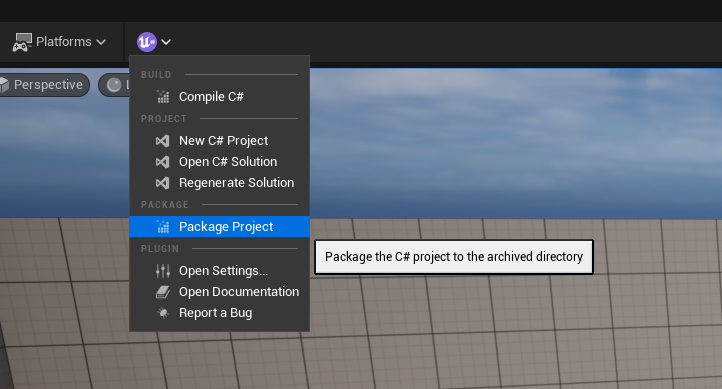 Platforms
Perspective
L
BUILD
Compile C#
PROJECT
New C# Project
Open C# Solution
Regenerate Solution
PACKAGE
Package Project
Package the C# project to the archived directory
PLUGIN
Open Settings...
Open Documentation
Report a Bug